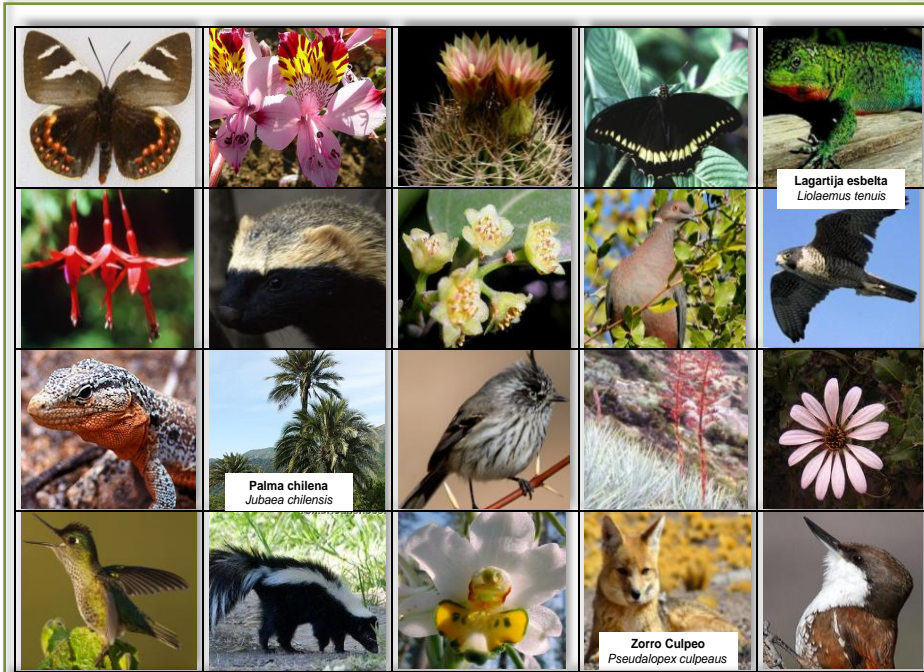 Lagartija esbelta
Liolaemus tenuis
Palma chilena
Jubaea chilensis
Zorro Culpeo
Pseudalopex culpeaus